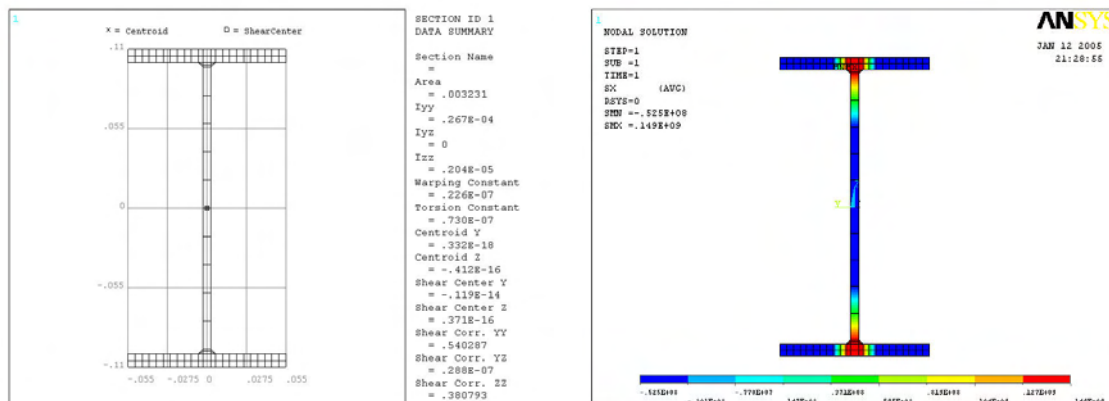 1
× = Centroid
□ = ShearCenter
.11
.055
0
-.055
-.11
-.055
-.0275
0
.0275
.055
SECTION ID 1
DATA SUMMARY
Section Name
=
Area
= .003231
Iyy
= .267E-04
Iyz
= 0
Izz
= .204E-05
Warping Constant
= .226E-07
Torsion Constant
= .730E-07
Centroid Y
= .332E-18
Centroid Z
= -.412E-16
Shear Center Y
= -.119E-14
Shear Center Z
= .371E-16
Shear Corr. YY
= .540287
Shear Corr. YZ
= .288E-07
Shear Corr. ZZ
= .380793
1
NODAL SOLUTION
STEP=1
SUB =1
TIME=1
SX (AVG)
RSYS=0
SMN =-.525E+08
SMX =.149E+09
ANSYS
JAN 12 2005
21:28:55
Y
-.525E+08
-.770E+07
.371E+08
.819E+08
.127E+09